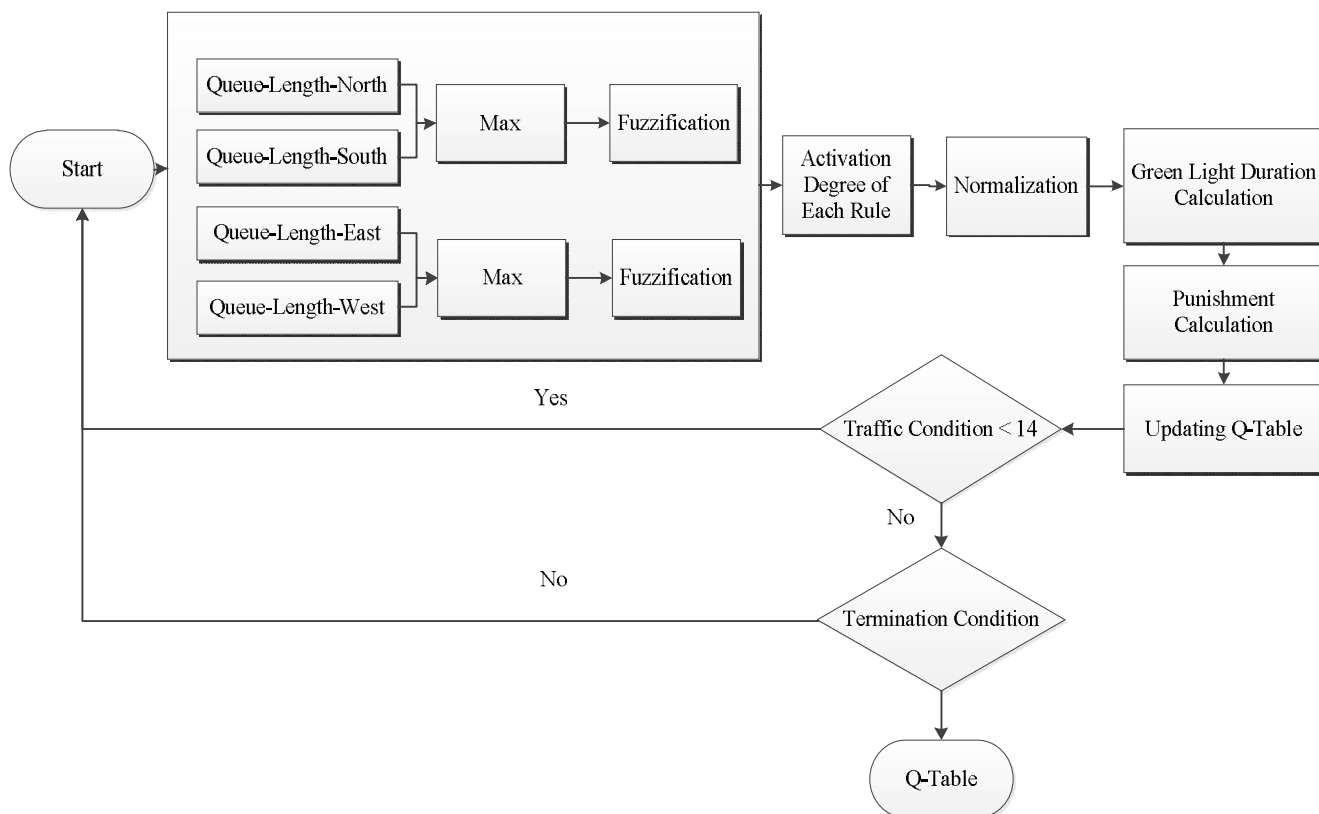 Start
Queue-Length-North
Queue-Length-South
Max
Fuzzification
Queue-Length-East
Queue-Length-West
Max
Fuzzification
Activation
Degree of
Each Rule
Normalization
Green Light Duration
Calculation
Punishment
Calculation
Updating Q-Table
Traffic Condition < 14
Yes
No
Termination Condition
No
Q-Table